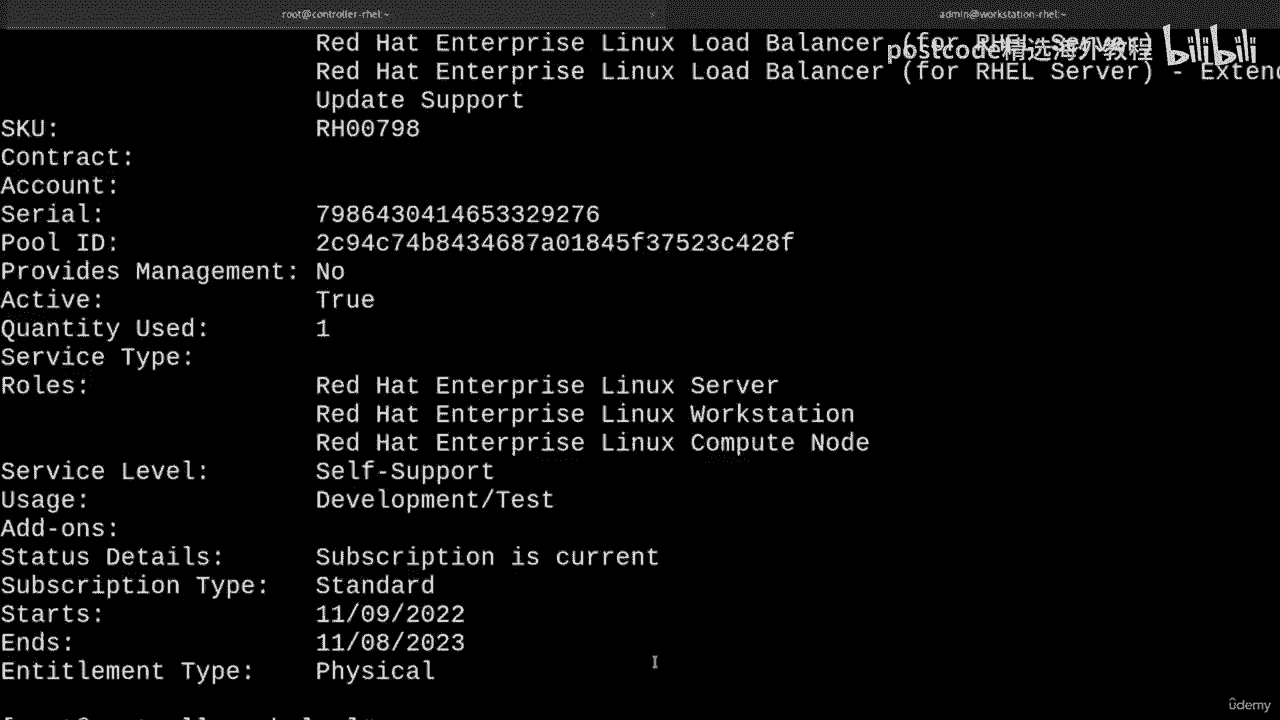 root@controller-rhel:~ × admin@workstation-rhel:~
Red Hat Enterprise Linux Load Balancer (for RHEL Server)
postcode精选海外教程 bilibili
Red Hat Enterprise Linux Load Balancer (for RHEL Server) - Extend
Update Support
SKU: RH00798
Contract:
Account:
Serial: 7986430414653329276
Pool ID: 2c94c74b8434687a01845f37523c428f
Provides Management: No
Active: True
Quantity Used: 1
Service Type:
Roles: Red Hat Enterprise Linux Server
Red Hat Enterprise Linux Workstation
Red Hat Enterprise Linux Compute Node
Service Level: Self-Support
Usage: Development/Test
Add-ons:
Status Details: Subscription is current
Subscription Type: Standard
Starts: 11/09/2022
Ends: 11/08/2023
Entitlement Type: Physical
ûdemy